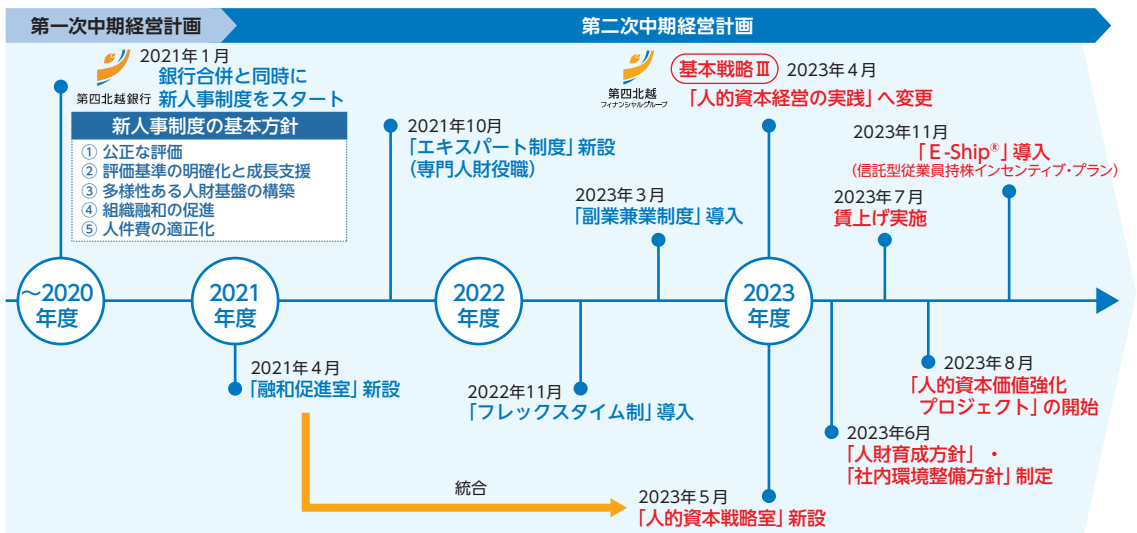 第一次中期経営計画
第二次中期経営計画
第四北越銀行
2021年1月
銀行合併と同時に
新人事制度をスタート
新人事制度の基本方針
① 公正な評価
② 評価基準の明確化と成長支援
③ 多様性ある人財基盤の構築
④ 組織融和の促進
⑤ 人件費の適正化
2021年10月
「エキスパート制度」新設
(専門人財役職)
2023年3月
「副業兼業制度」導入
第四北越
フィナンシャルグループ
基本戦略Ⅲ 2023年4月
「人的資本経営の実践」へ変更
2023年7月
賃上げ実施
2023年11月
「E-Ship®」導入
(信託型従業員持株インセンティブ・プラン)
～2020
年度
2021
年度
2022
年度
2023
年度
2021年4月
「融和促進室」新設
2022年11月
「フレックスタイム制」導入
統合
2023年5月
「人的資本戦略室」新設
2023年6月
「人財育成方針」・
「社内環境整備方針」制定
2023年8月
「人的資本価値強化
プロジェクト」の開始